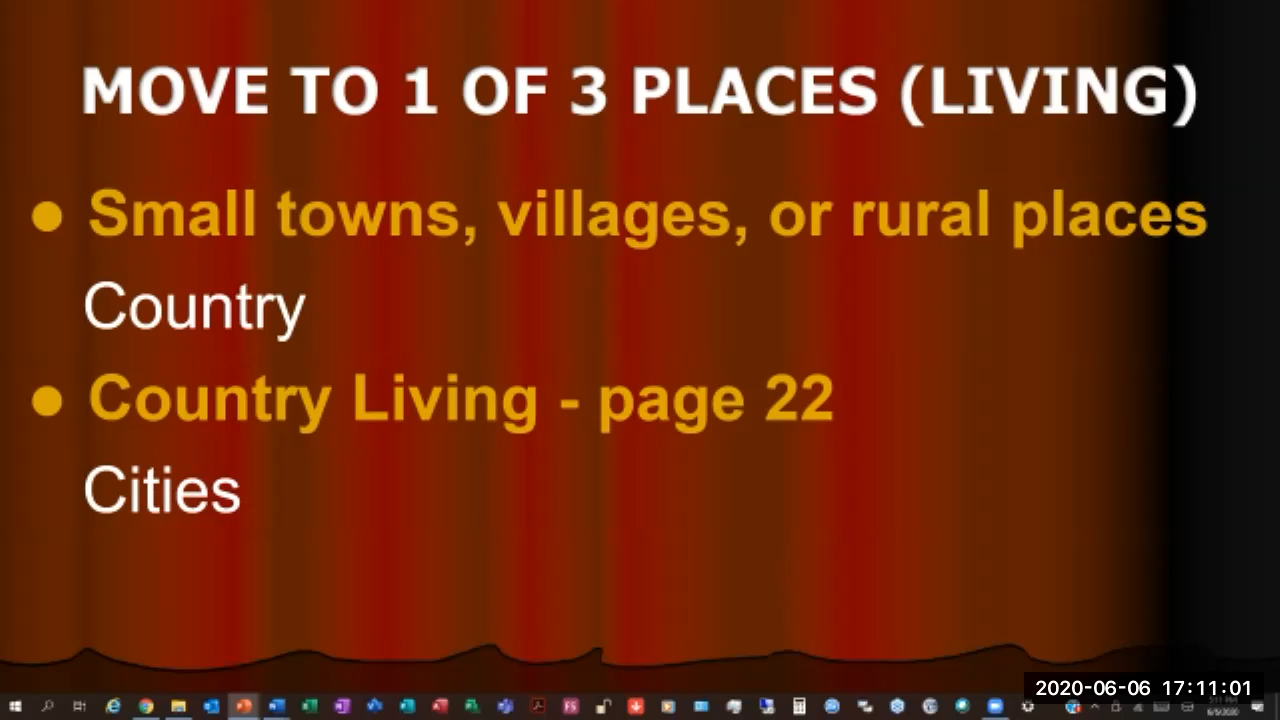 MOVE TO 1 OF 3 PLACES (LIVING)
• Small towns, villages, or rural places
Country
• Country Living - page 22
Cities
2020-06-06 17:11:01